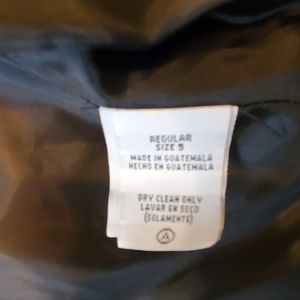 REGULAR
SIZE 5
MADE IN GUATEMALA
HECHO EN GUATEMALA
DRY CLEAN ONLY
LAVAR EN SECO
(SOLAMENTE)
A